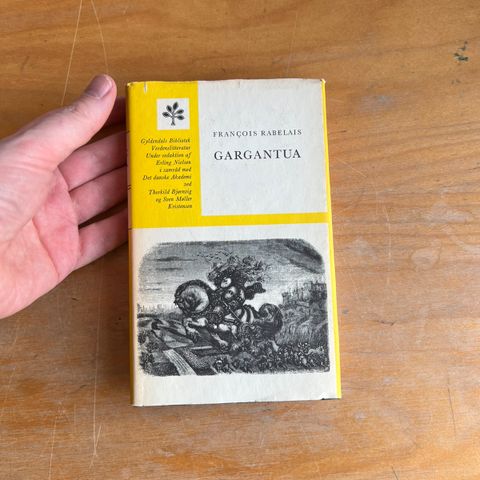 Gyldendals Bibliotek
Verdenslitteratur
Under redaktion af
Erling Nielsen
i samråd med
Det danske Akademi
ved
Thorkild Bjørnvig
og Sven Møller
Kristensen
FRANÇOIS RABELAIS
GARGANTUA